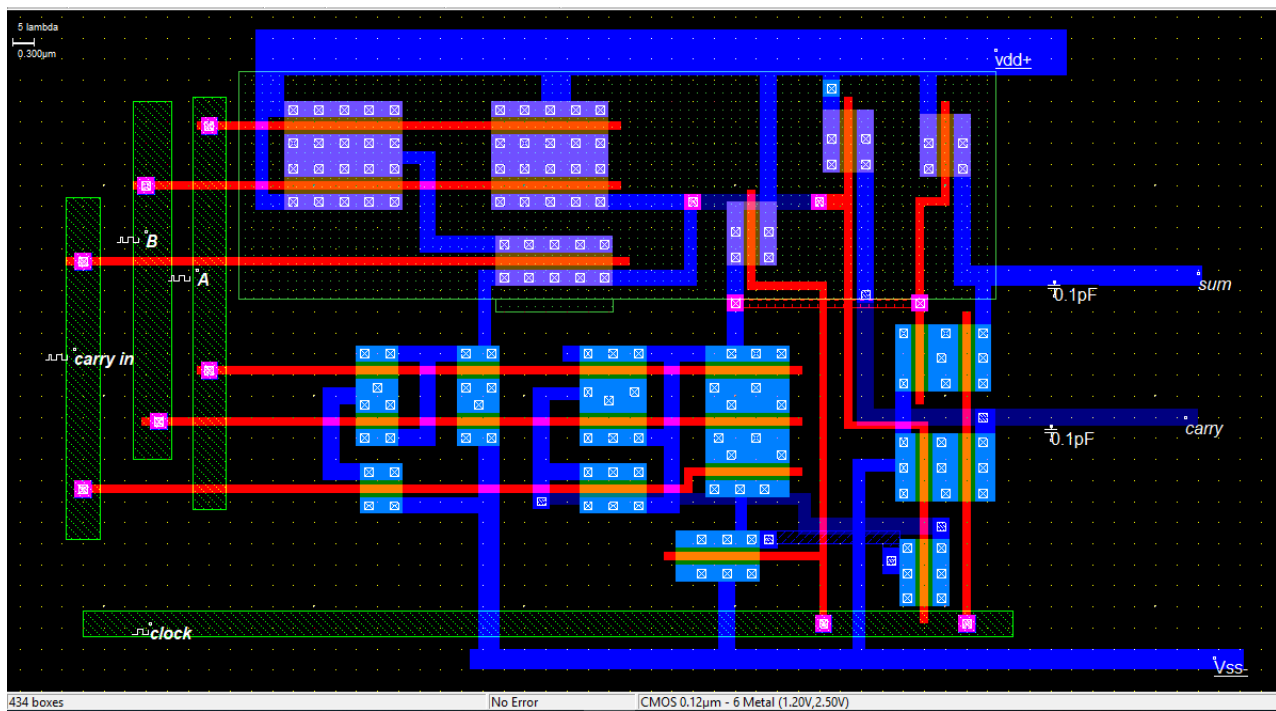 5 lambda
0.300µm
vdd+
B
A
sum
0.1pF
carry in
carry
0.1pF
clock
Vss-
434 boxes
No Error
CMOS 0.12µm - 6 Metal (1.20V,2.50V)